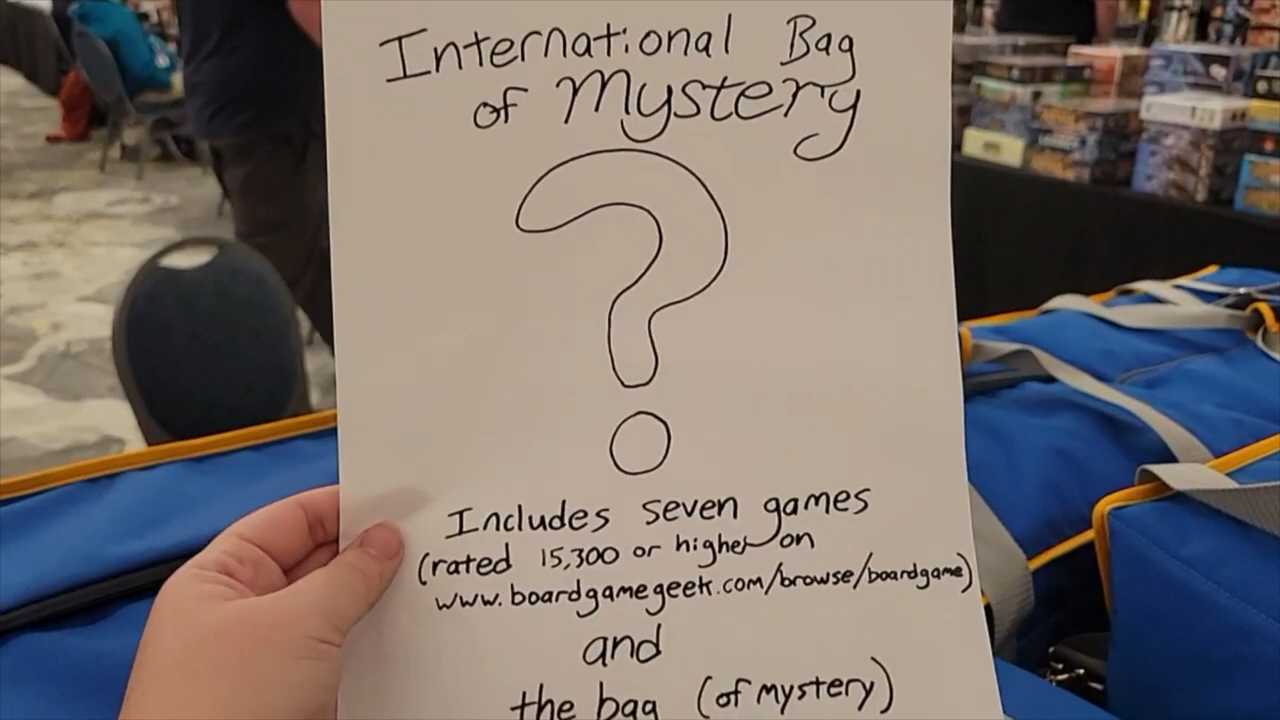 International Bag
of Mystery
?
Includes seven games
(rated 15,300 or higher on
www.boardgamegeek.com/browse/boardgame)
and
the bag (of mystery)